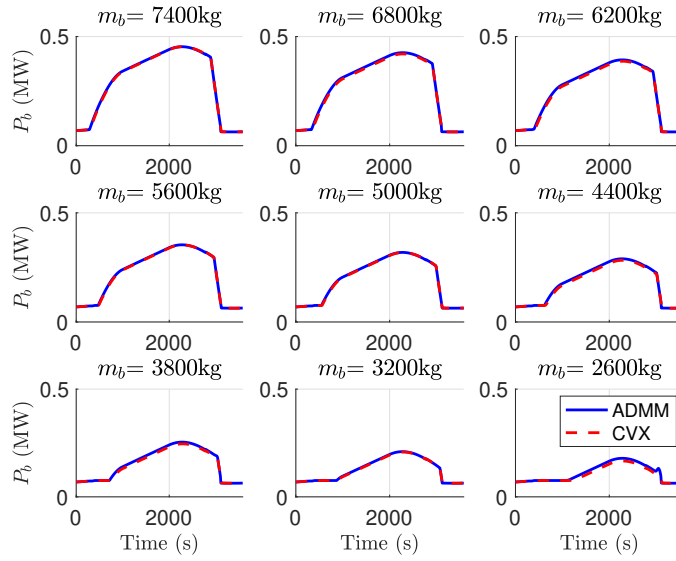 m_b= 7400kg m_b= 6800kg m_b= 6200kg
0.5 0.5 0.5
P_b (MW)
0 0 0
0 2000 0 2000 0 2000
m_b= 5600kg m_b= 5000kg m_b= 4400kg
0.5 0.5 0.5
P_b (MW)
0 0 0
0 2000 0 2000 0 2000
m_b= 3800kg m_b= 3200kg m_b= 2600kg
0.5 0.5 0.5
ADMM
CVX
P_b (MW)
0 0 0
0 2000 0 2000 0 2000
Time (s) Time (s) Time (s)